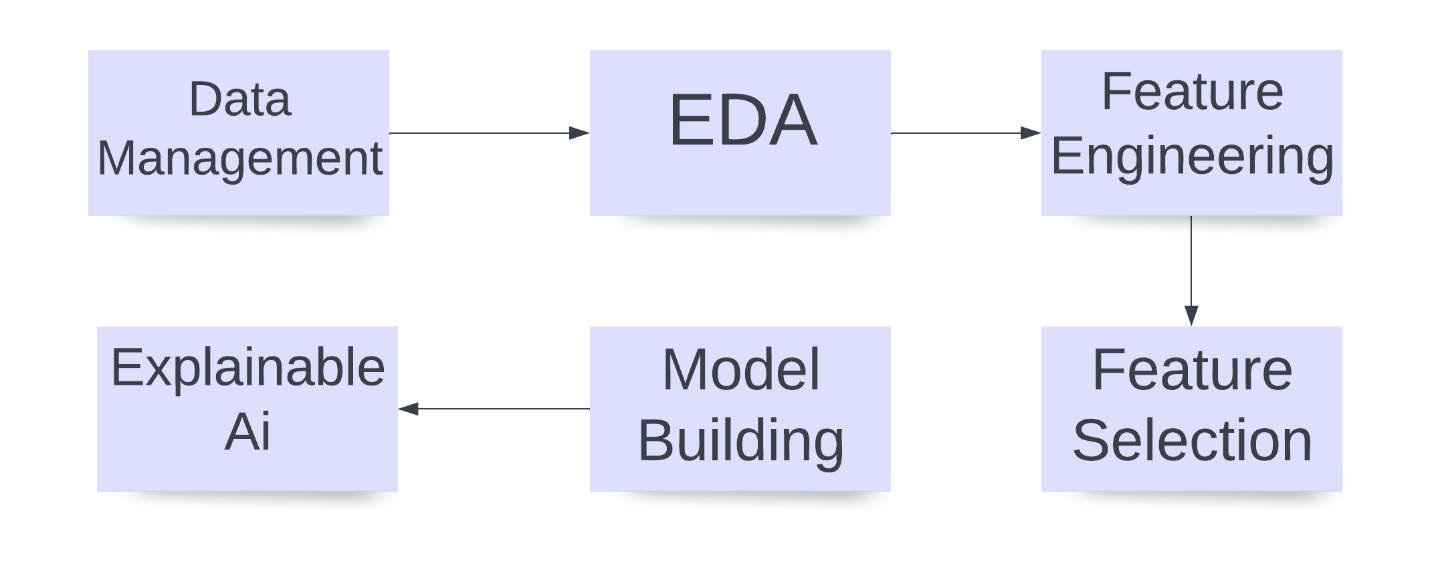 Data
Management
EDA
Feature
Engineering
Explainable
Ai
Model
Building
Feature
Selection